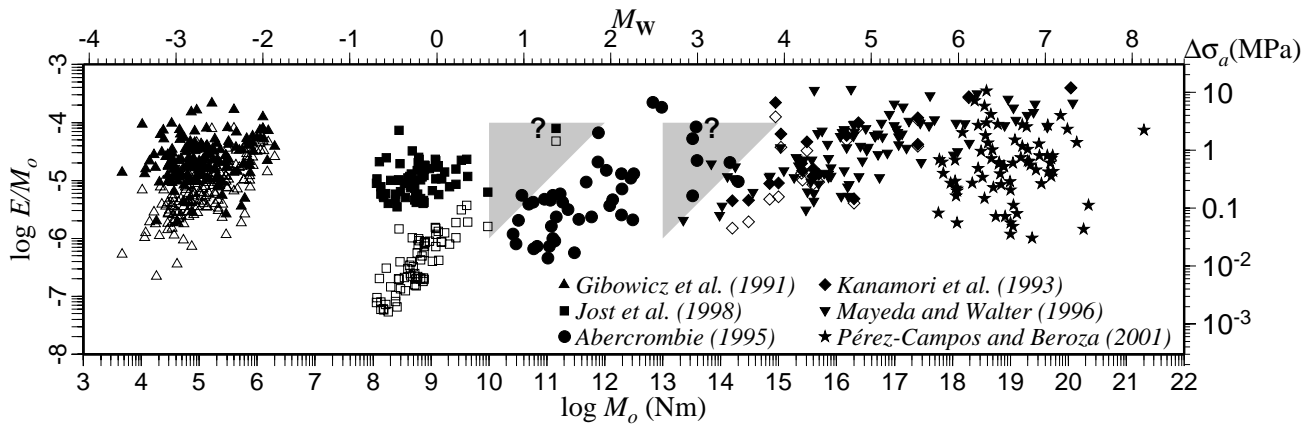 M_W
-4 -3 -2 -1 0 1 2 3 4 5 6 7 8
Δσ_a(MPa)
log E/M_o
-3
-4
-5
-6
-7
-8
10
1
0.1
10^-2
10^-3
? ?
Gibowicz et al. (1991) Kanamori et al. (1993)
Jost et al. (1998) Mayeda and Walter (1996)
Abercrombie (1995) Pérez-Campos and Beroza (2001)
3 4 5 6 7 8 9 10 11 12 13 14 15 16 17 18 19 20 21 22
log M_o (Nm)